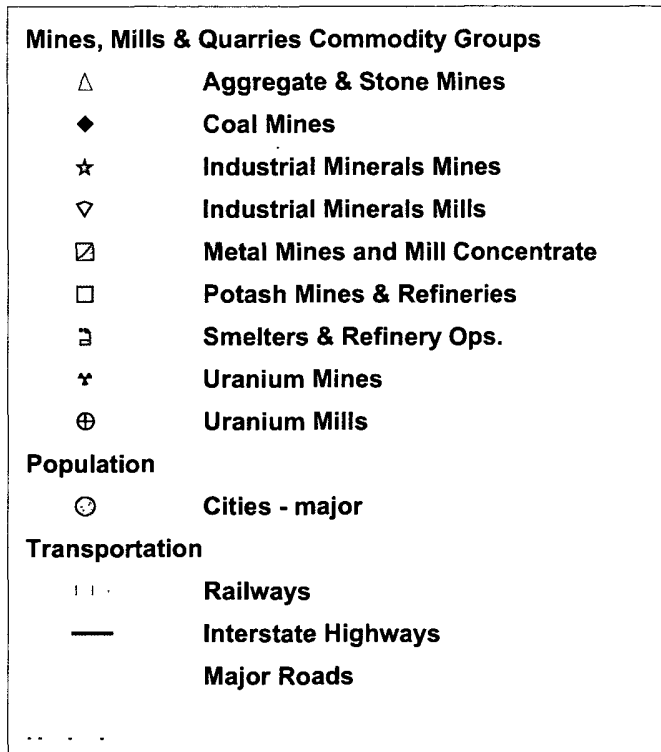 Mines, Mills & Quarries Commodity Groups
Aggregate & Stone Mines
Coal Mines
Industrial Minerals Mines
Industrial Minerals Mills
Metal Mines and Mill Concentrate
Potash Mines & Refineries
Smelters & Refinery Ops.
Uranium Mines
Uranium Mills
Population
Cities - major
Transportation
Railways
Interstate Highways
Major Roads